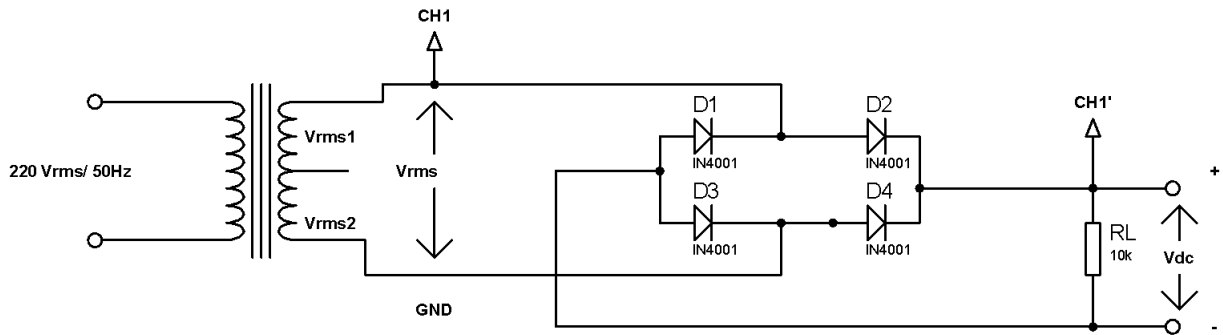 CH1
D1
D2
CH1'
Vrms1
IN4001
IN4001
220 Vrms/ 50Hz
Vrms
+
D3
D4
Vrms2
IN4001
IN4001
RL
10k
Vdc
GND
-